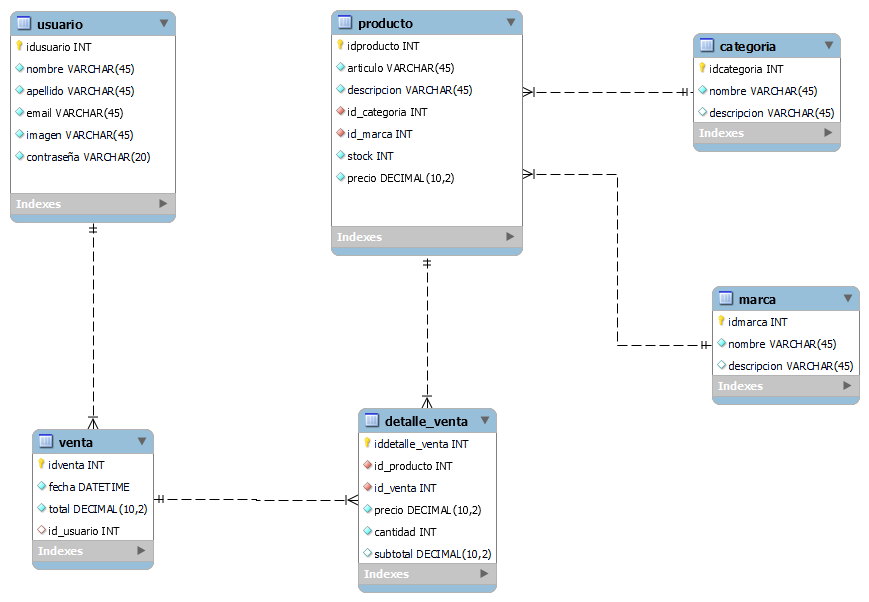 usuario
idusuario INT
nombre VARCHAR(45)
apellido VARCHAR(45)
email VARCHAR(45)
imagen VARCHAR(45)
contraseña VARCHAR(20)
Indexes
producto
idproducto INT
articulo VARCHAR(45)
descripcion VARCHAR(45)
id_categoria INT
id_marca INT
stock INT
precio DECIMAL(10,2)
Indexes
categoria
idcategoria INT
nombre VARCHAR(45)
descripcion VARCHAR(45)
Indexes
marca
idmarca INT
nombre VARCHAR(45)
descripcion VARCHAR(45)
Indexes
venta
idventa INT
fecha DATETIME
total DECIMAL(10,2)
id_usuario INT
Indexes
detalle_venta
iddetalle_venta INT
id_producto INT
id_venta INT
precio DECIMAL(10,2)
cantidad INT
subtotal DECIMAL(10,2)
Indexes